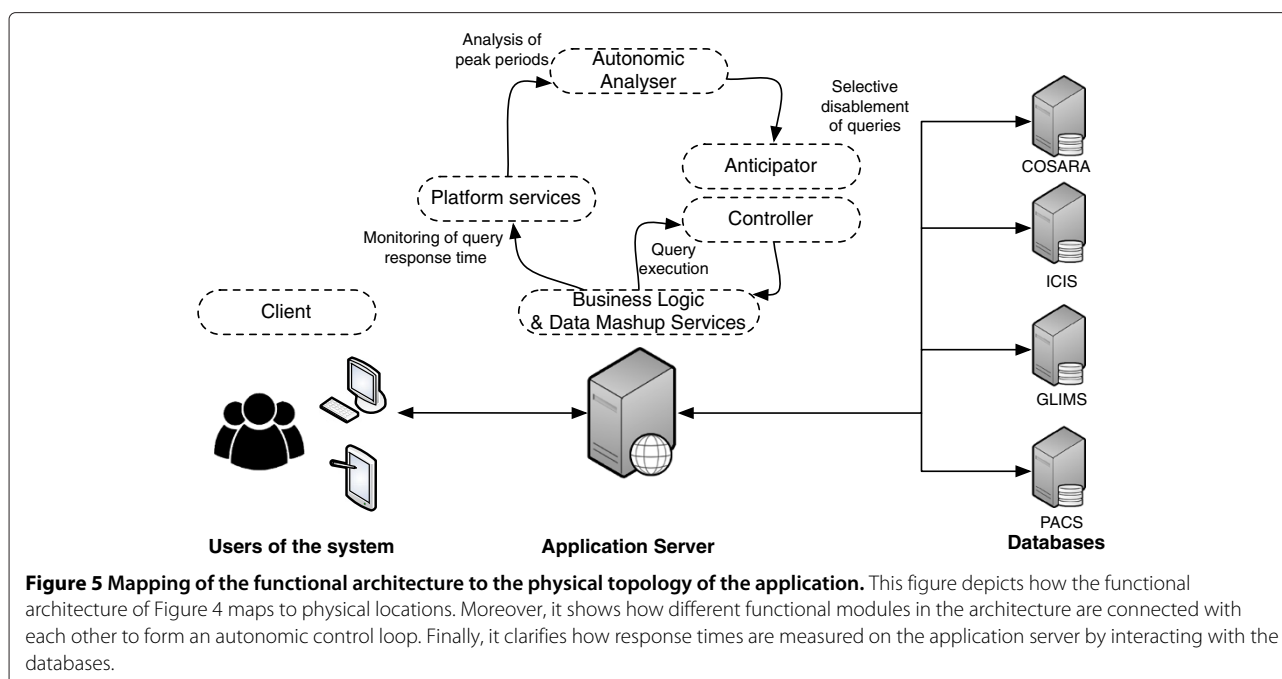 Analysis of
peak periods
Autonomic
Analyser
Selective
disablement
of queries
Anticipator
Platform services
Controller
Monitoring of query
response time
Query
execution
Business Logic
& Data Mashup Services
Client
COSARA
ICIS
GLIMS
PACS
Users of the system
Application Server
Databases
Figure 5 Mapping of the functional architecture to the physical topology of the application. This figure depicts how the functional
architecture of Figure 4 maps to physical locations. Moreover, it shows how different functional modules in the architecture are connected with
each other to form an autonomic control loop. Finally, it clarifies how response times are measured on the application server by interacting with the
databases.